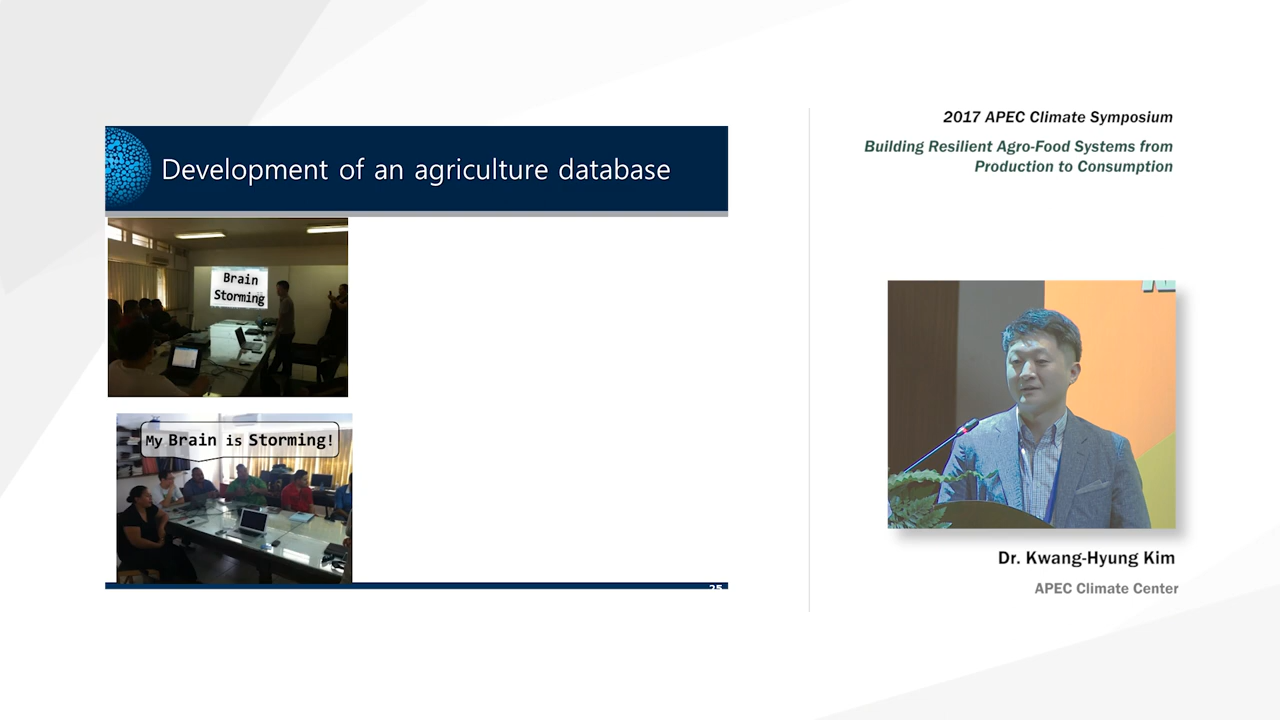 2017 APEC Climate Symposium
Building Resilient Agro-Food Systems from
Production to Consumption
Development of an agriculture database
Brain
Storming
My Brain is Storming!
25
Dr. Kwang-Hyung Kim
APEC Climate Center